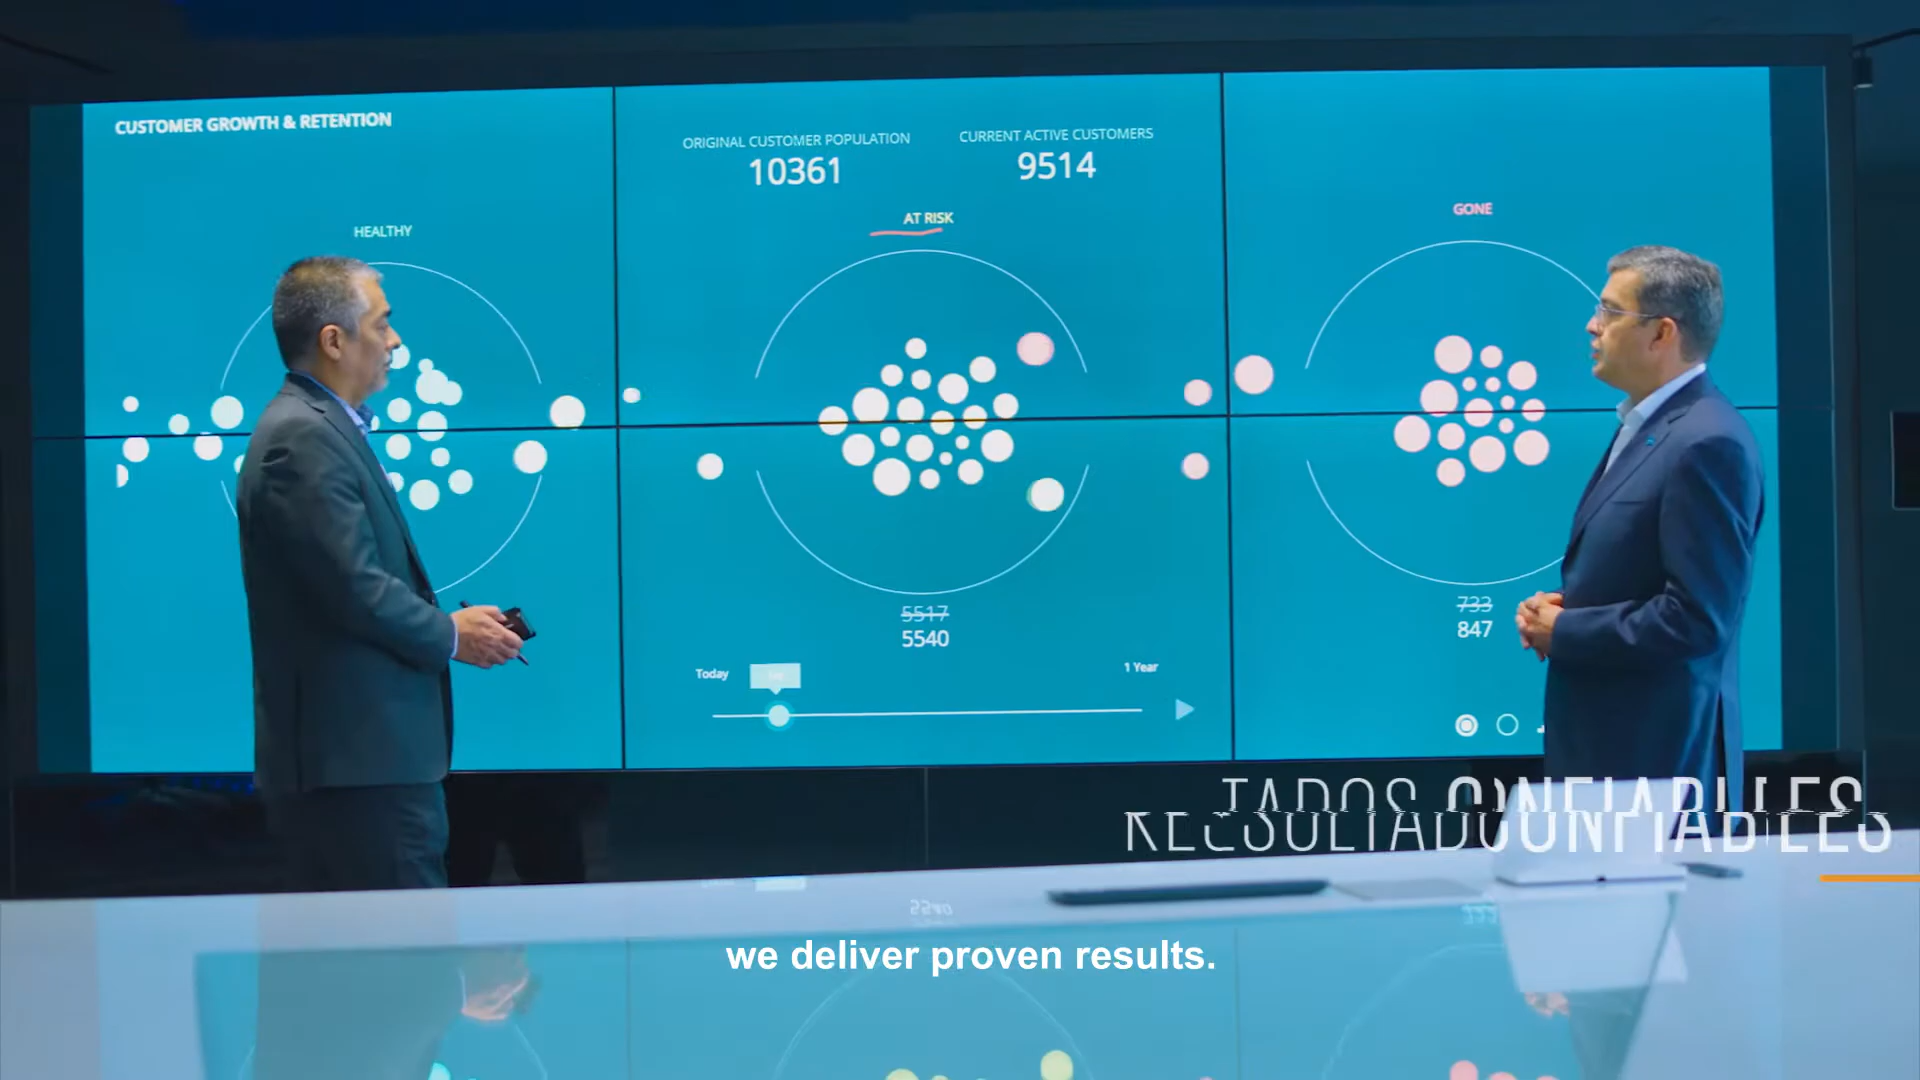 CUSTOMER GROWTH & RETENTION
ORIGINAL CUSTOMER POPULATION
10361
CURRENT ACTIVE CUSTOMERS
9514
HEALTHY
AT RISK
GONE
5517
5540
733
847
Today
1 Year
we deliver proven results.